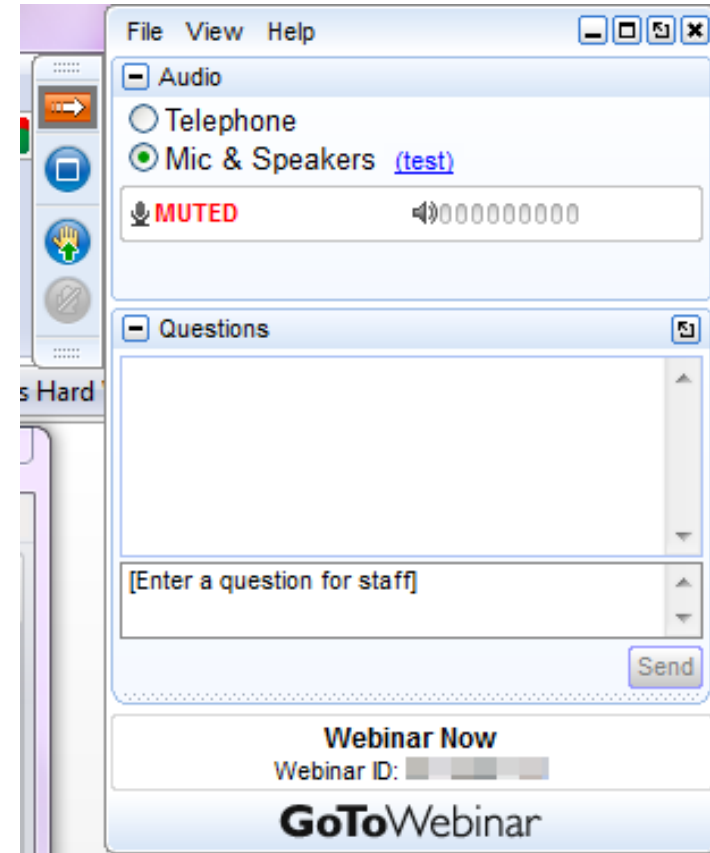 File View Help
Audio
Telephone
Mic & Speakers (test)
MUTED
Questions
s Hard
[Enter a question for staff]
Send
Webinar Now
Webinar ID:
GoToWebinar